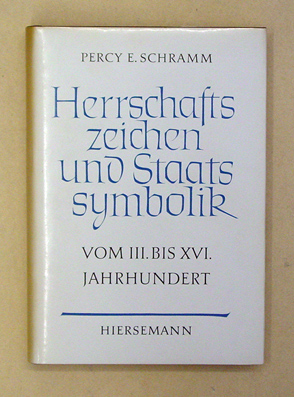 PERCY E. SCHRAMM
Herrschafts
zeichen
und Staats
symbolik
VOM III. BIS XVI.
JAHRHUNDERT
HIERSEMANN